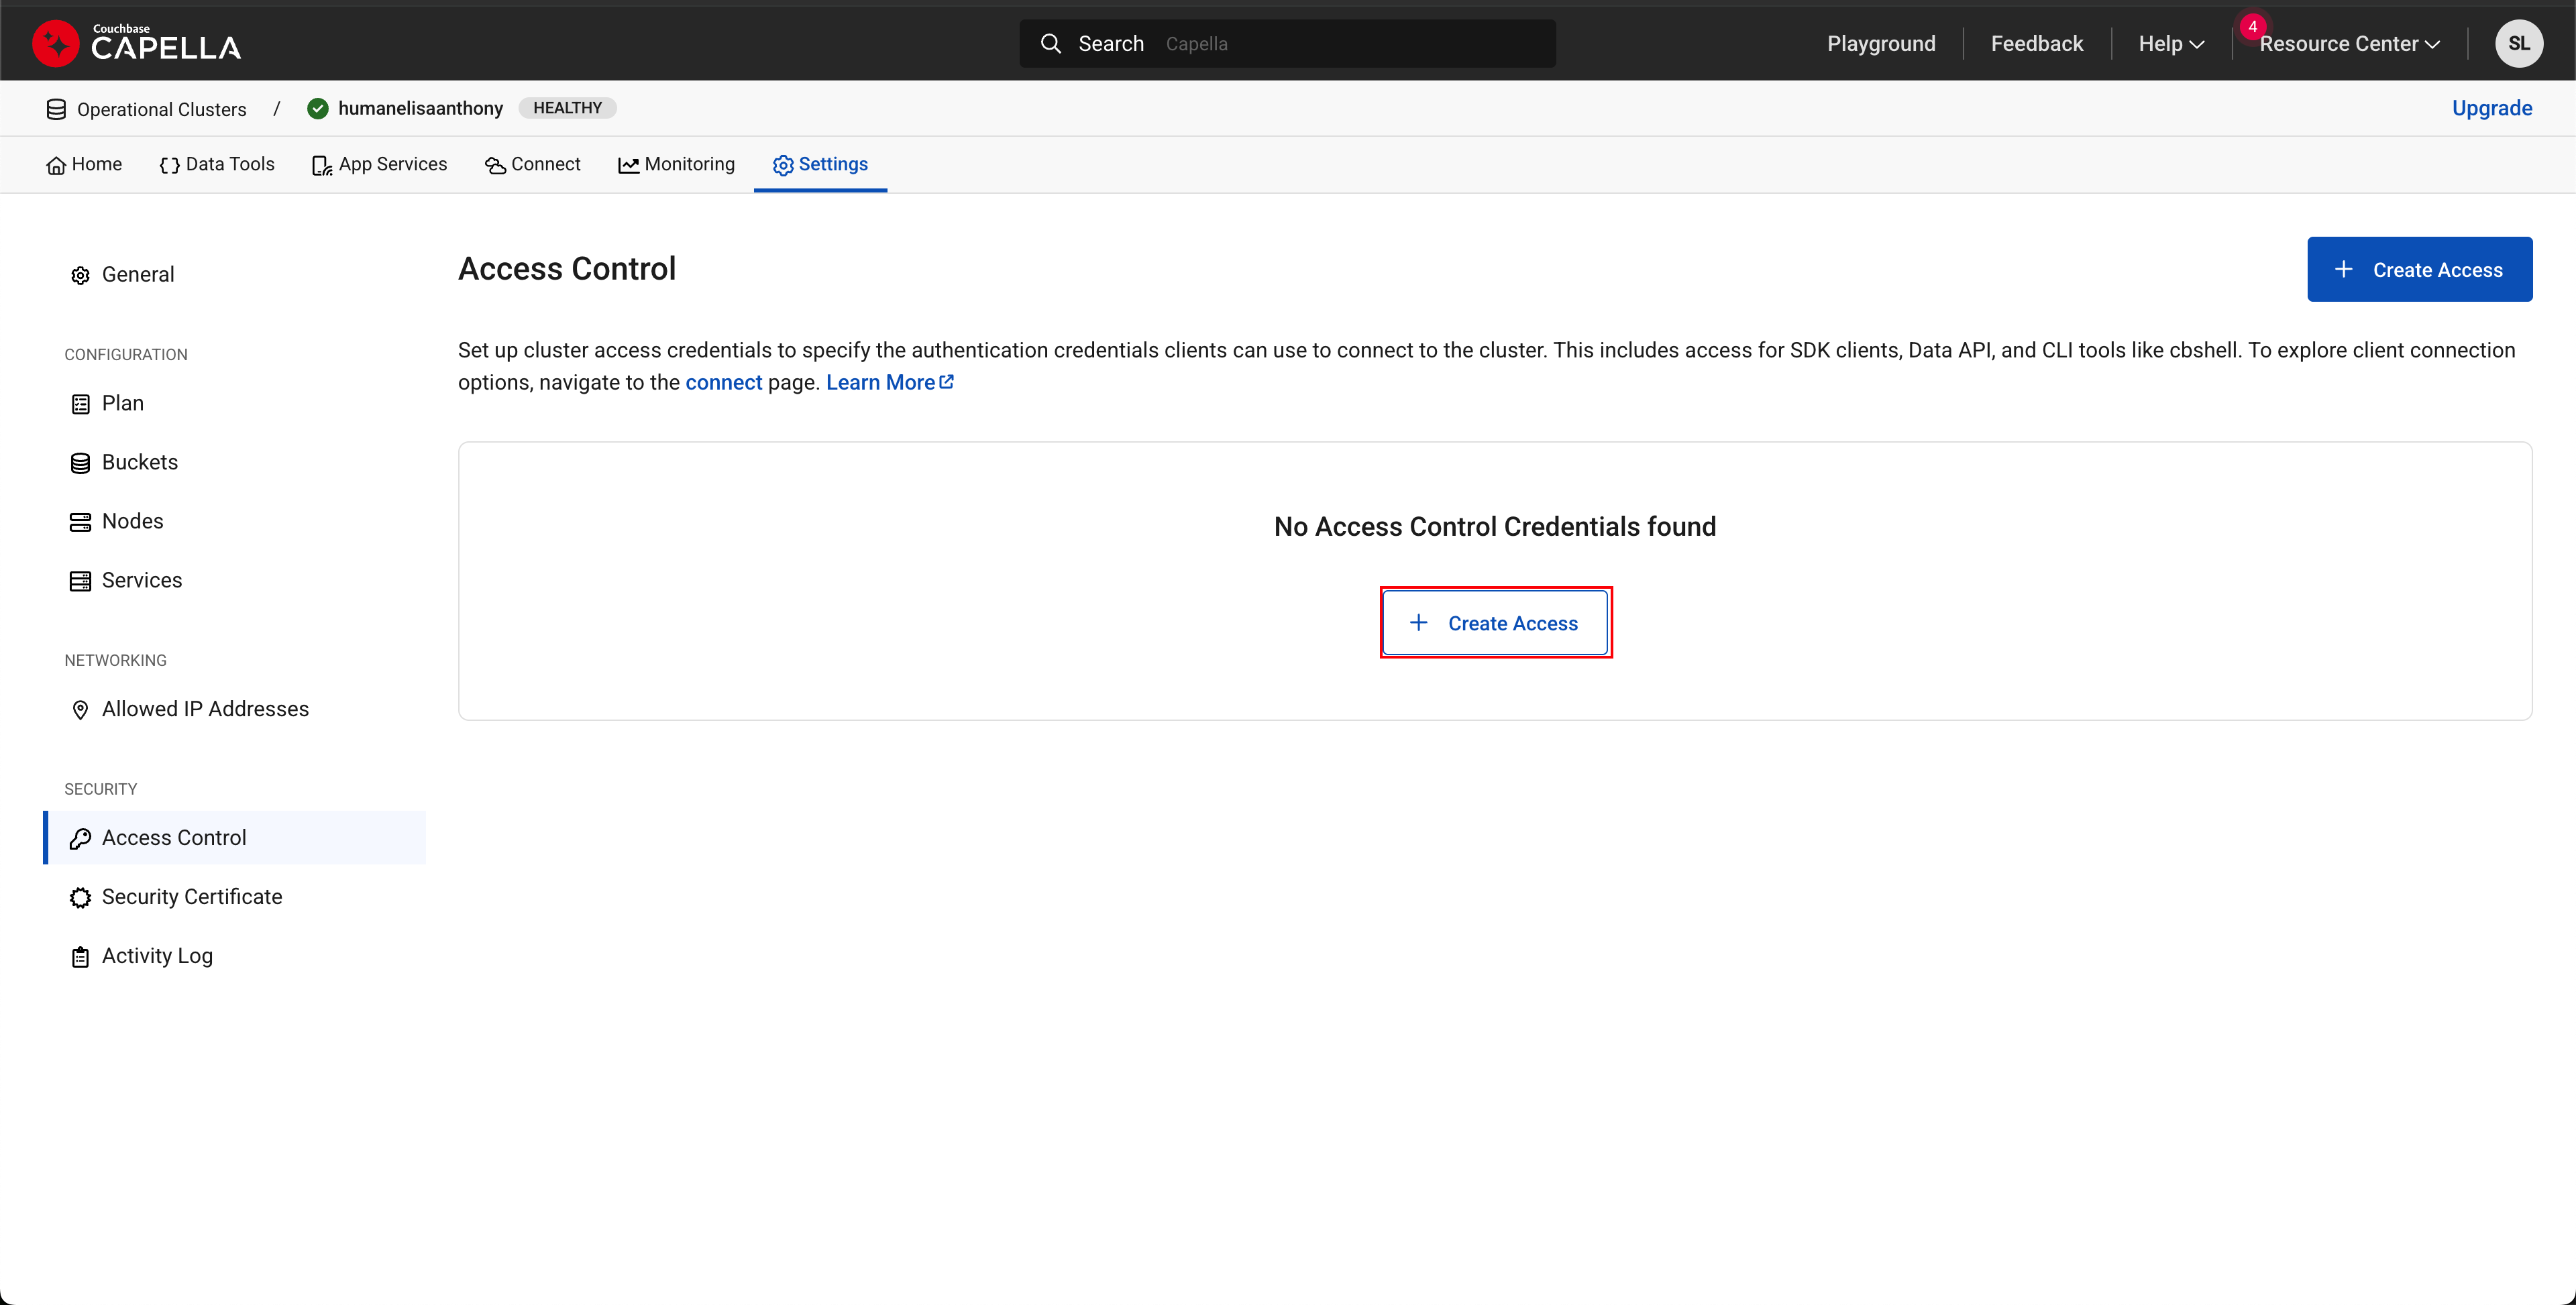 Couchbase
CAPELLA
Search Capella
Playground
Feedback
Help
4
Resource Center
SL
Operational Clusters / humanelisaanthony HEALTHY
Upgrade
Home
Data Tools
App Services
Connect
Monitoring
Settings
General
CONFIGURATION
Plan
Buckets
Nodes
Services
NETWORKING
Allowed IP Addresses
SECURITY
Access Control
Security Certificate
Activity Log
Access Control
+ Create Access
Set up cluster access credentials to specify the authentication credentials clients can use to connect to the cluster. This includes access for SDK clients, Data API, and CLI tools like cbshell. To explore client connection
options, navigate to the connect page. Learn More
No Access Control Credentials found
+ Create Access